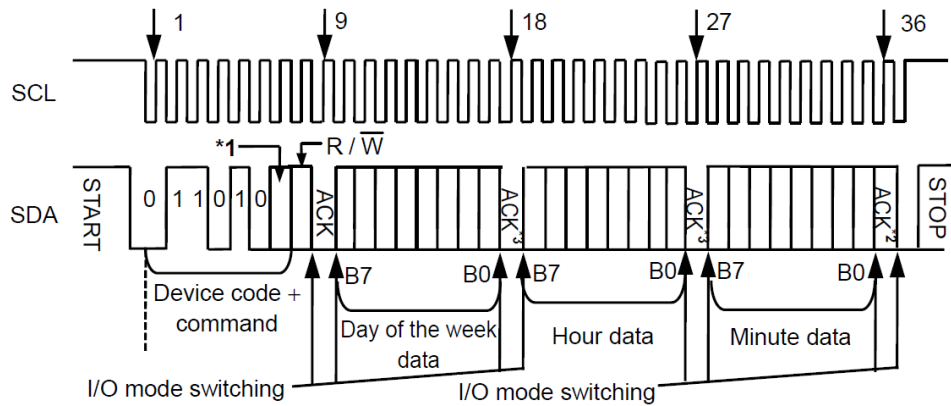 1 9 18 27 36
SCL
*1 R / W
SDA START 0 1 1 0 1 0 ACK ACK*3 ACK*3 ACK*2 STOP
B7 B0 B7 B0 B7 B0
Device code +
command
Day of the week
data
Hour data
Minute data
I/O mode switching I/O mode switching